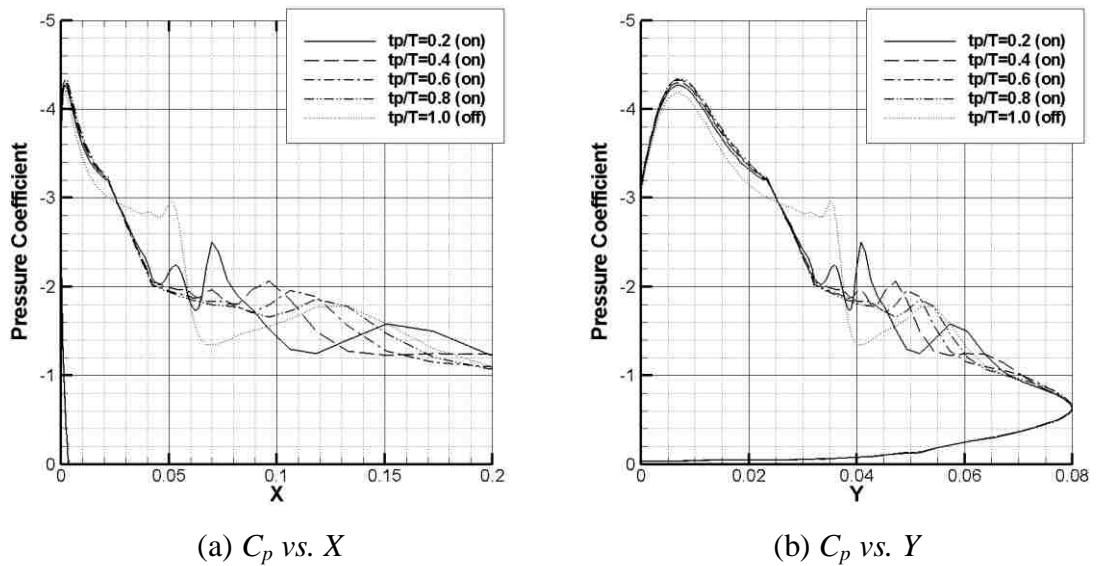 -5
-4
-3
-2
-1
0
0
0.05
0.1
0.15
0.2
Pressure Coefficient
X
tp/T=0.2 (on)
tp/T=0.4 (on)
tp/T=0.6 (on)
tp/T=0.8 (on)
tp/T=1.0 (off)
(a) Cp vs. X
-5
-4
-3
-2
-1
0
0
0.02
0.04
0.06
0.08
Pressure Coefficient
Y
tp/T=0.2 (on)
tp/T=0.4 (on)
tp/T=0.6 (on)
tp/T=0.8 (on)
tp/T=1.0 (off)
(b) Cp vs. Y